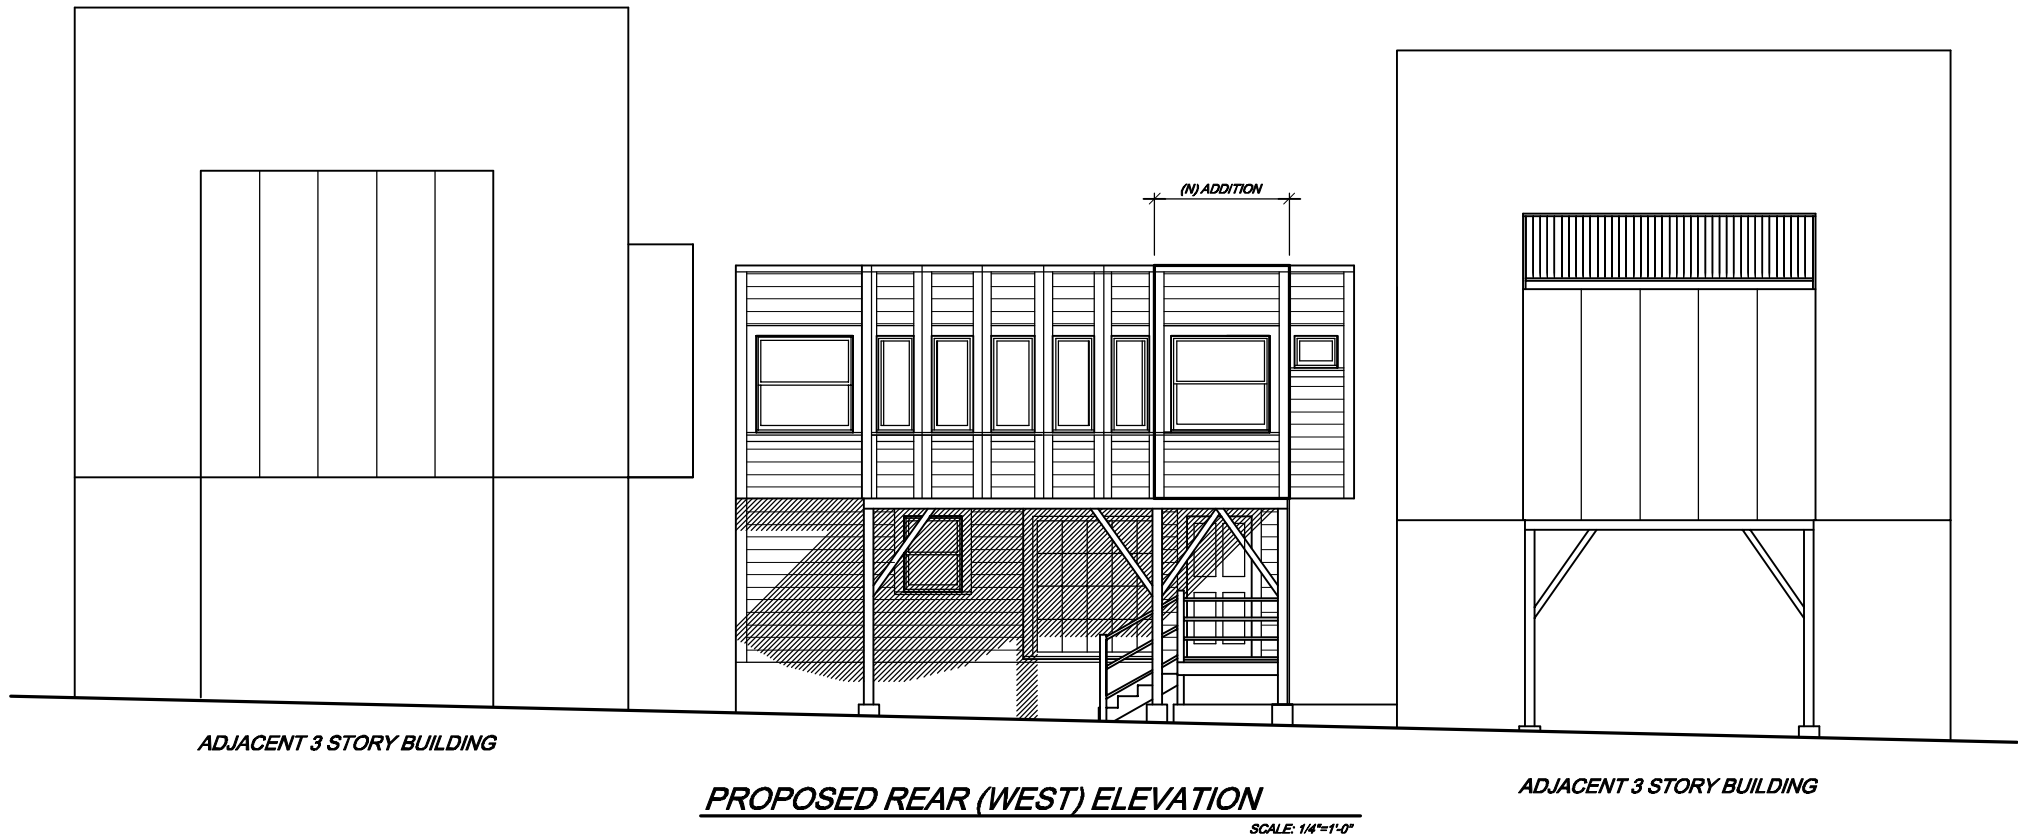 (N) ADDITION
ADJACENT 3 STORY BUILDING
ADJACENT 3 STORY BUILDING
PROPOSED REAR (WEST) ELEVATION
SCALE: 1/4"=1'-0"